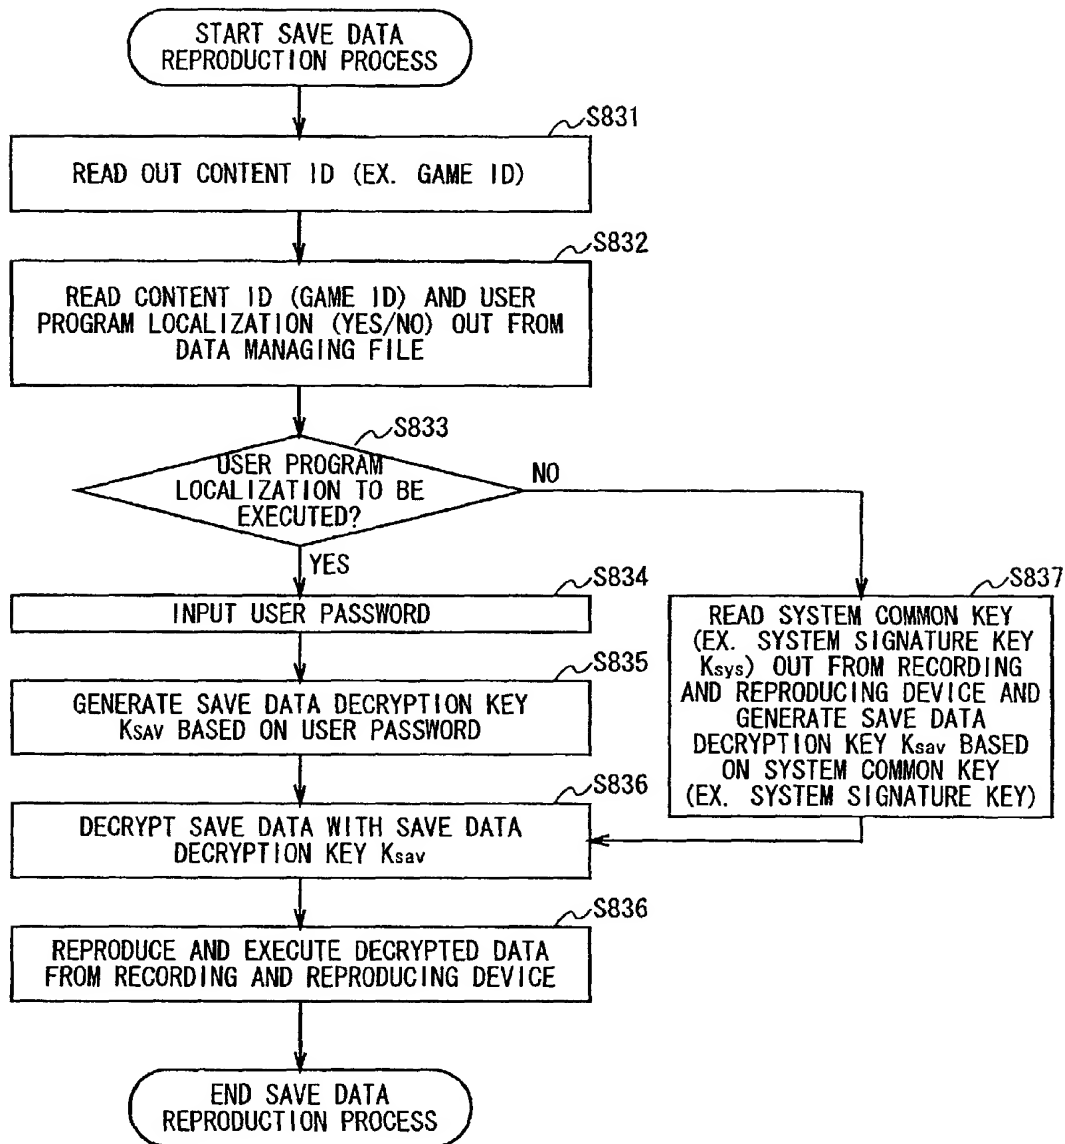 START SAVE DATA
REPRODUCTION PROCESS
S831
READ OUT CONTENT ID (EX. GAME ID)
S832
READ CONTENT ID (GAME ID) AND USER
PROGRAM LOCALIZATION (YES/NO) OUT FROM
DATA MANAGING FILE
S833
USER PROGRAM
LOCALIZATION TO BE
EXECUTED?
NO
YES
S834
INPUT USER PASSWORD
S835
GENERATE SAVE DATA DECRYPTION KEY
KSAV BASED ON USER PASSWORD
S837
READ SYSTEM COMMON KEY
(EX. SYSTEM SIGNATURE KEY
Ksys) OUT FROM RECORDING
AND REPRODUCING DEVICE AND
GENERATE SAVE DATA
DECRYPTION KEY Ksav BASED
ON SYSTEM COMMON KEY
(EX. SYSTEM SIGNATURE KEY)
S836
DECRYPT SAVE DATA WITH SAVE DATA
DECRYPTION KEY Ksav
S836
REPRODUCE AND EXECUTE DECRYPTED DATA
FROM RECORDING AND REPRODUCING DEVICE
END SAVE DATA
REPRODUCTION PROCESS